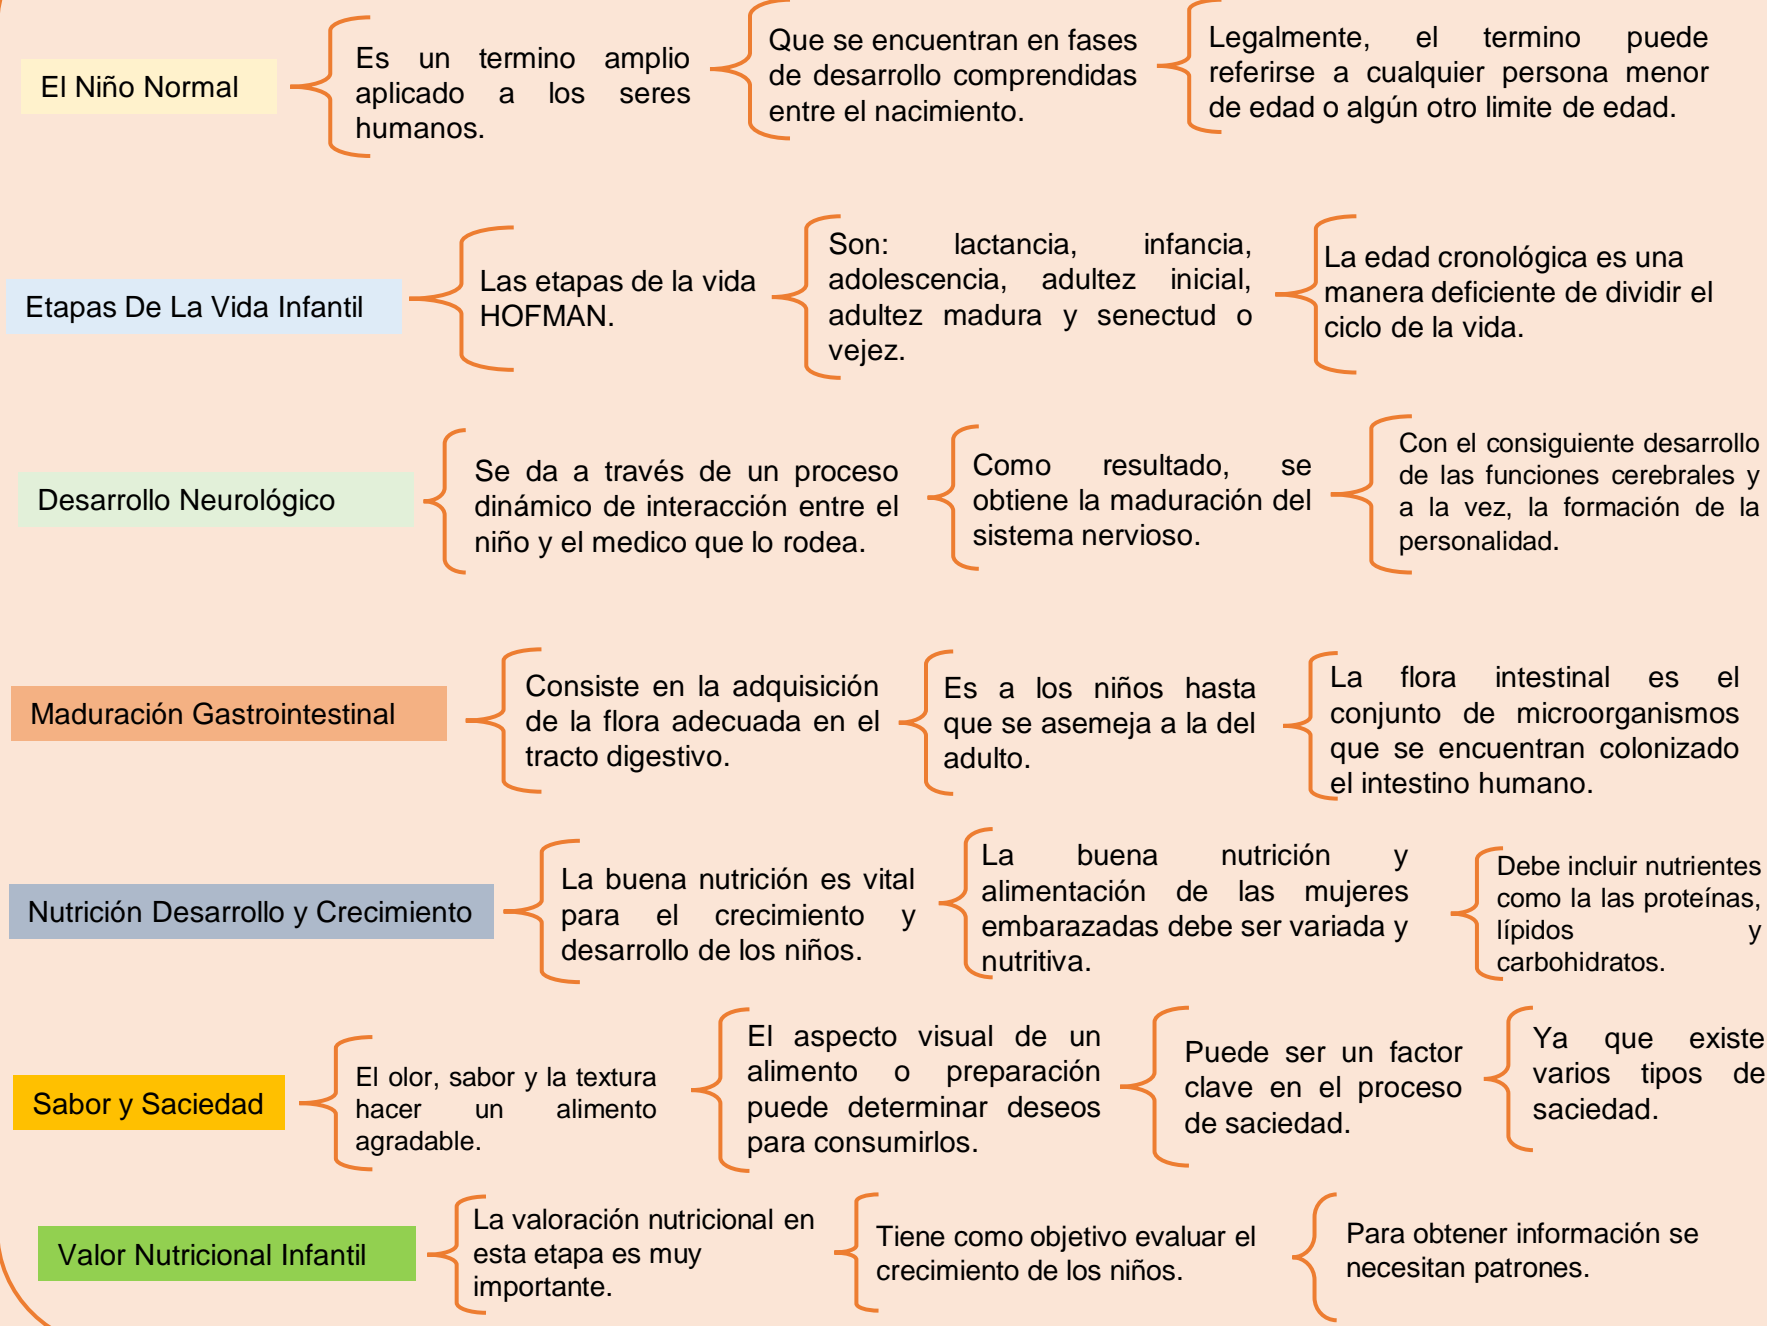 El Niño Normal
Es un termino amplio
aplicado a los seres
humanos.
Que se encuentran en fases
de desarrollo comprendidas
entre el nacimiento.
Legalmente, el termino puede
referirse a cualquier persona menor
de edad o algún otro limite de edad.
Etapas De La Vida Infantil
Las etapas de la vida
HOFMAN.
Son: lactancia, infancia,
adolescencia, adultez inicial,
adultez madura y senectud o
vejez.
La edad cronológica es una
manera deficiente de dividir el
ciclo de la vida.
Desarrollo Neurológico
Se da a través de un proceso
dinámico de interacción entre el
niño y el medico que lo rodea.
Como resultado, se
obtiene la maduración del
sistema nervioso.
Con el consiguiente desarrollo
de las funciones cerebrales y
a la vez, la formación de la
personalidad.
Maduración Gastrointestinal
Consiste en la adquisición
de la flora adecuada en el
tracto digestivo.
Es a los niños hasta
que se asemeja a la del
adulto.
La flora intestinal es el
conjunto de microorganismos
que se encuentran colonizado
el intestino humano.
Nutrición Desarrollo y Crecimiento
La buena nutrición es vital
para el crecimiento y
desarrollo de los niños.
La buena nutrición y
alimentación de las mujeres
embarazadas debe ser variada y
nutritiva.
Debe incluir nutrientes
como la las proteínas,
lípidos y
carbohidratos.
Sabor y Saciedad
El olor, sabor y la textura
hacer un alimento
agradable.
El aspecto visual de un
alimento o preparación
puede determinar deseos
para consumirlos.
Puede ser un factor
clave en el proceso
de saciedad.
Ya que existe
varios tipos de
saciedad.
Valor Nutricional Infantil
La valoración nutricional en
esta etapa es muy
importante.
Tiene como objetivo evaluar el
crecimiento de los niños.
Para obtener información se
necesitan patrones.